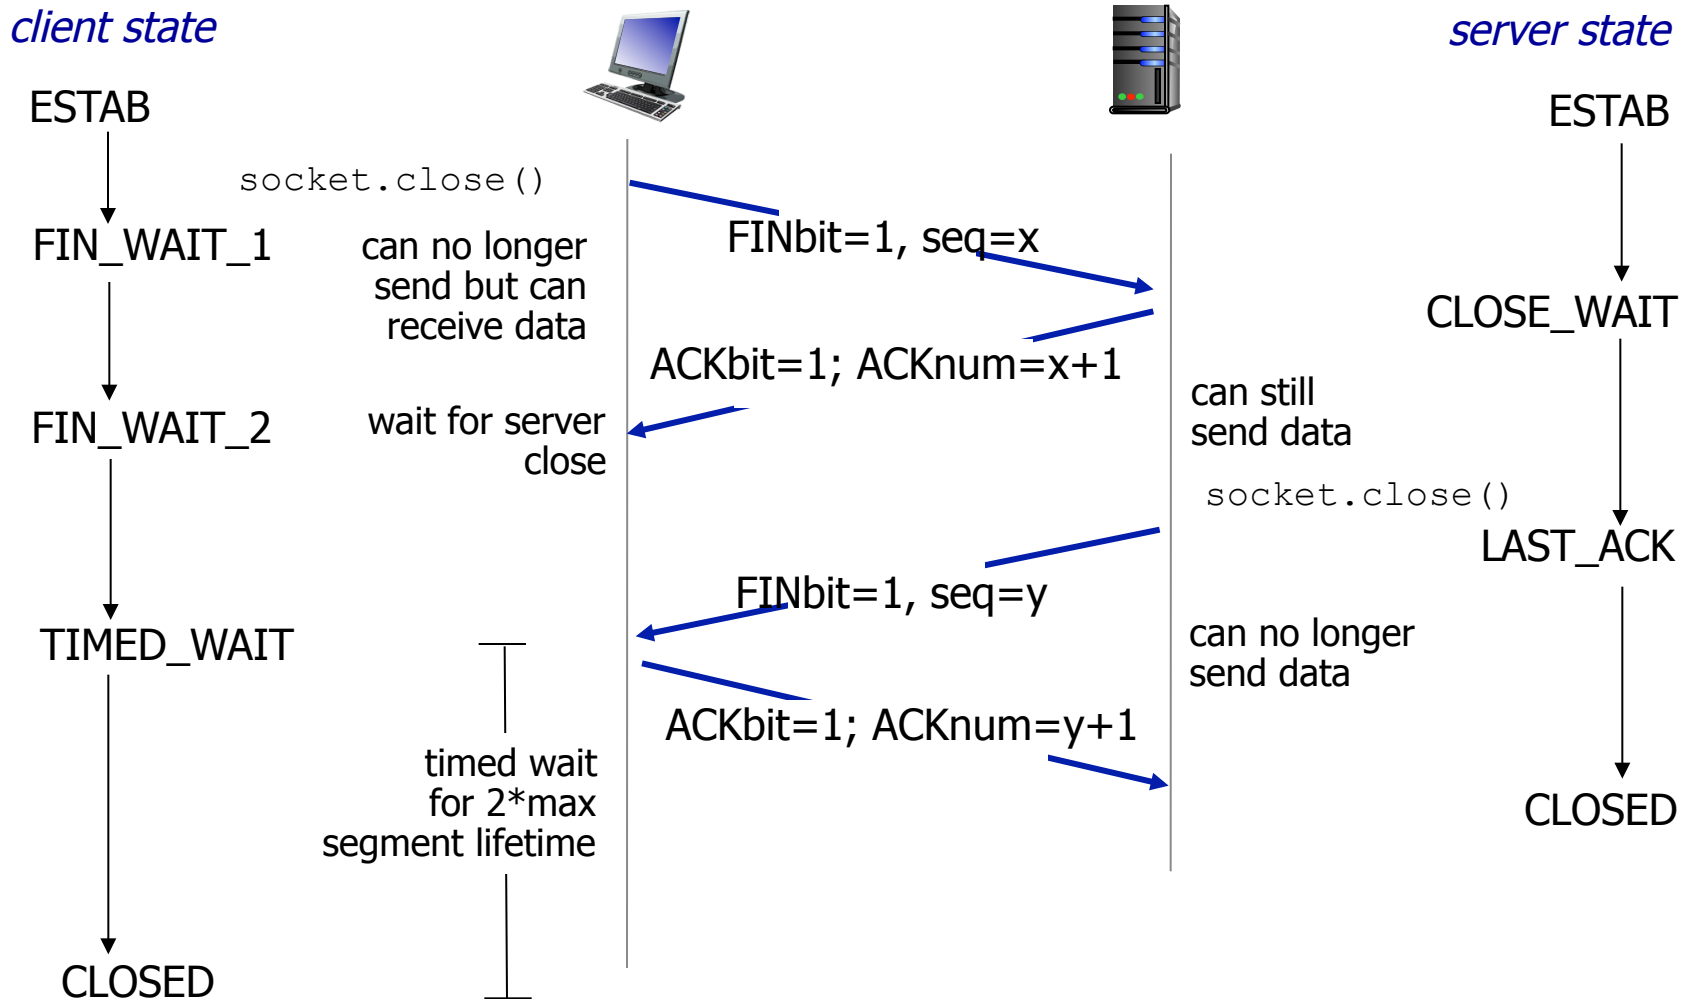 client state
server state
ESTAB
ESTAB
socket.close()
FIN_WAIT_1
can no longer
send but can
receive data
FINbit=1, seq=x
CLOSE_WAIT
ACKbit=1; ACKnum=x+1
can still
send data
FIN_WAIT_2
wait for server
close
socket.close()
LAST_ACK
FINbit=1, seq=y
can no longer
send data
TIMED_WAIT
ACKbit=1; ACKnum=y+1
timed wait
for 2*max
segment lifetime
CLOSED
CLOSED